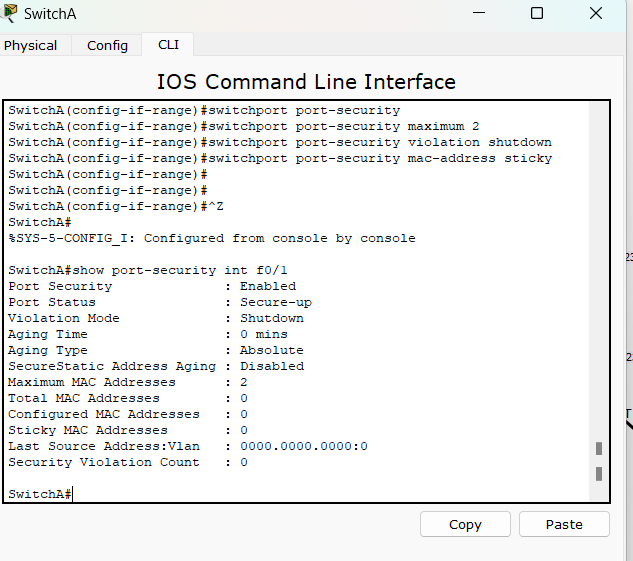 SwitchA
Physical Config CLI
IOS Command Line Interface
SwitchA(config-if-range)#switchport port-security
SwitchA(config-if-range)#switchport port-security maximum 2
SwitchA(config-if-range)#switchport port-security violation shutdown
SwitchA(config-if-range)#switchport port-security mac-address sticky
SwitchA(config-if-range)#
SwitchA(config-if-range)#
SwitchA(config-if-range)#^Z
SwitchA#
%SYS-5-CONFIG_I: Configured from console by console
SwitchA#show port-security int f0/1
Port Security : Enabled
Port Status : Secure-up
Violation Mode : Shutdown
Aging Time : 0 mins
Aging Type : Absolute
SecureStatic Address Aging : Disabled
Maximum MAC Addresses : 2
Total MAC Addresses : 0
Configured MAC Addresses : 0
Sticky MAC Addresses : 0
Last Source Address:Vlan : 0000.0000.0000:0
Security Violation Count : 0
SwitchA#
Copy Paste